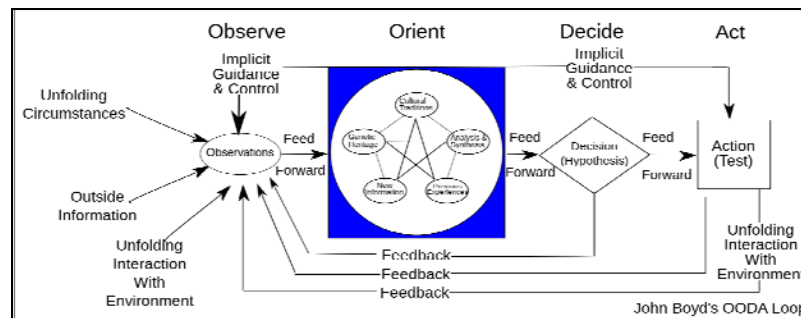 Observe
Orient
Decide
Act
Implicit
Guidance
& Control
Implicit
Guidance
& Control
Unfolding
Circumstances
Observations
Feed
Forward
Cultural
Traditions
Genetic
Heritage
Analysis &
Synthesis
New
Information
Previous
Experiences
Feed
Forward
Decision
(Hypothesis)
Feed
Forward
Action
(Test)
Outside
Information
Unfolding
Interaction
With
Environment
Unfolding
Interaction
With
Environment
Feedback
Feedback
Feedback
John Boyd's OODA Loop